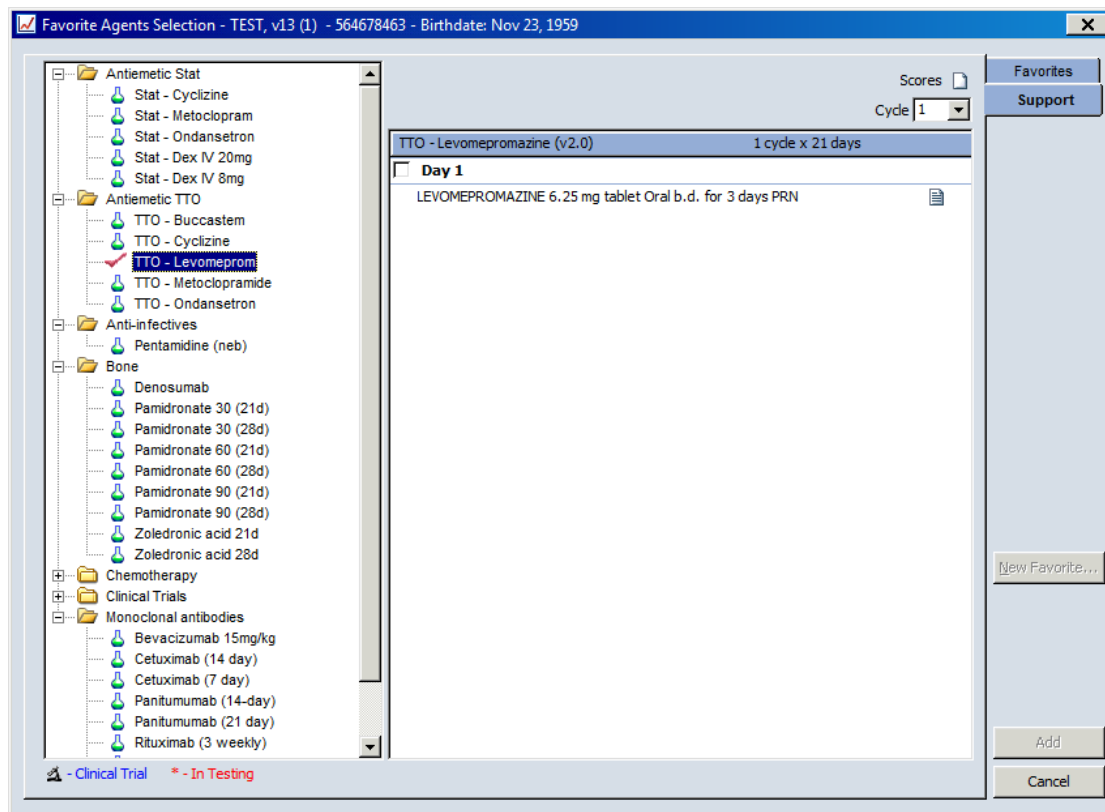 Favorite Agents Selection - TEST, v13 (1) - 564678463 - Birthdate: Nov 23, 1959
Antiemetic Stat
Stat - Cyclizine
Stat - Metoclopram
Stat - Ondansetron
Stat - Dex IV 20mg
Stat - Dex IV 8mg
Antiemetic TTO
TTO - Buccastem
TTO - Cyclizine
TTO - Levomeprom
TTO - Metoclopramide
TTO - Ondansetron
Anti-infectives
Pentamidine (neb)
Bone
Denosumab
Pamidronate 30 (21d)
Pamidronate 30 (28d)
Pamidronate 60 (21d)
Pamidronate 60 (28d)
Pamidronate 90 (21d)
Pamidronate 90 (28d)
Zoledronic acid 21d
Zoledronic acid 28d
Chemotherapy
Clinical Trials
Monoclonal antibodies
Bevacizumab 15mg/kg
Cetuximab (14 day)
Cetuximab (7 day)
Panitumumab (14-day)
Panitumumab (21 day)
Rituximab (3 weekly)
- Clinical Trial * - In Testing
Scores
Cycle 1
TTO - Levomepromazine (v2.0) 1 cycle x 21 days
Day 1
LEVOMEPROMAZINE 6.25 mg tablet Oral b.d. for 3 days PRN
Favorites
Support
New Favorite...
Add
Cancel